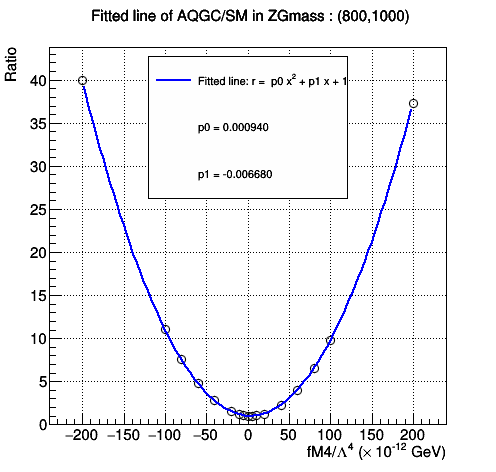 Fitted line of AQGC/SM in ZGmass : (800,1000)
Ratio
Fitted line: r = p0 x² + p1 x + 1
p0 = 0.000940
p1 = -0.006680
40
35
30
25
20
15
10
5
0
−200 −150 −100 −50 0 50 100 150 200
fM4/Λ⁴ (× 10⁻¹² GeV)